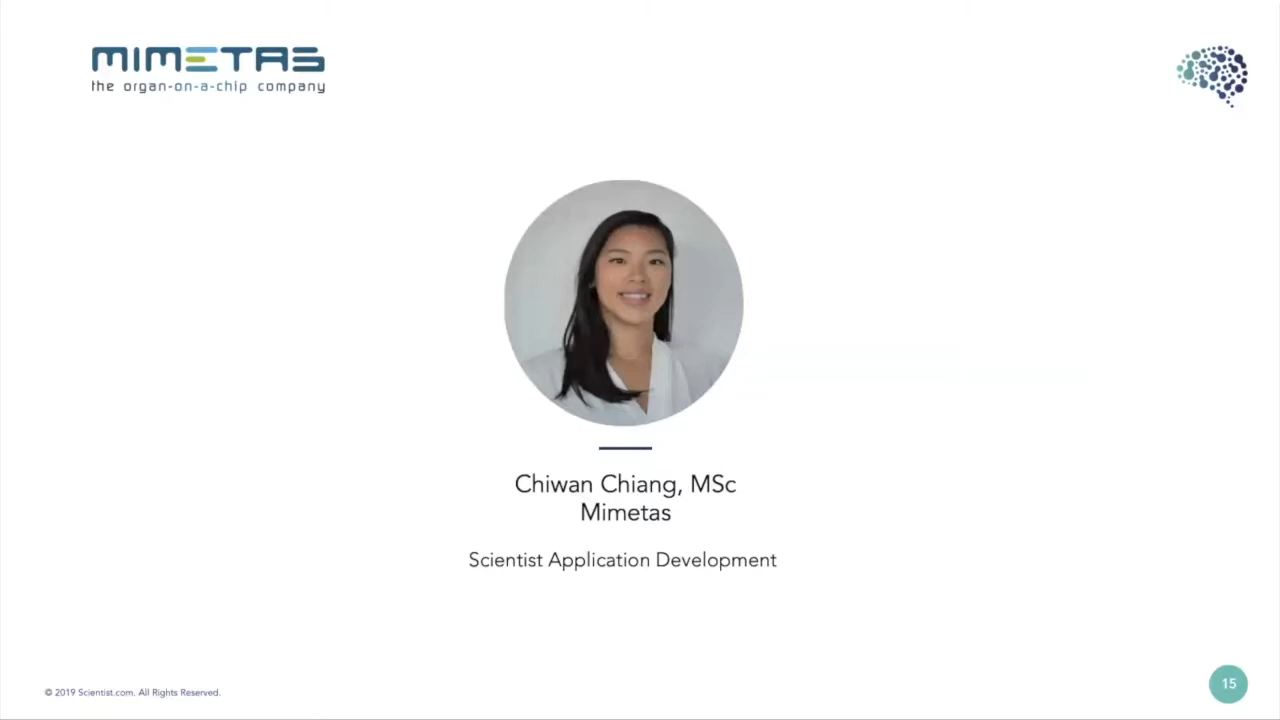 MIMETAS
the organ-on-a-chip company
Chiwan Chiang, MSc
Mimetas
Scientist Application Development
© 2019 Scientist.com. All Rights Reserved.
15